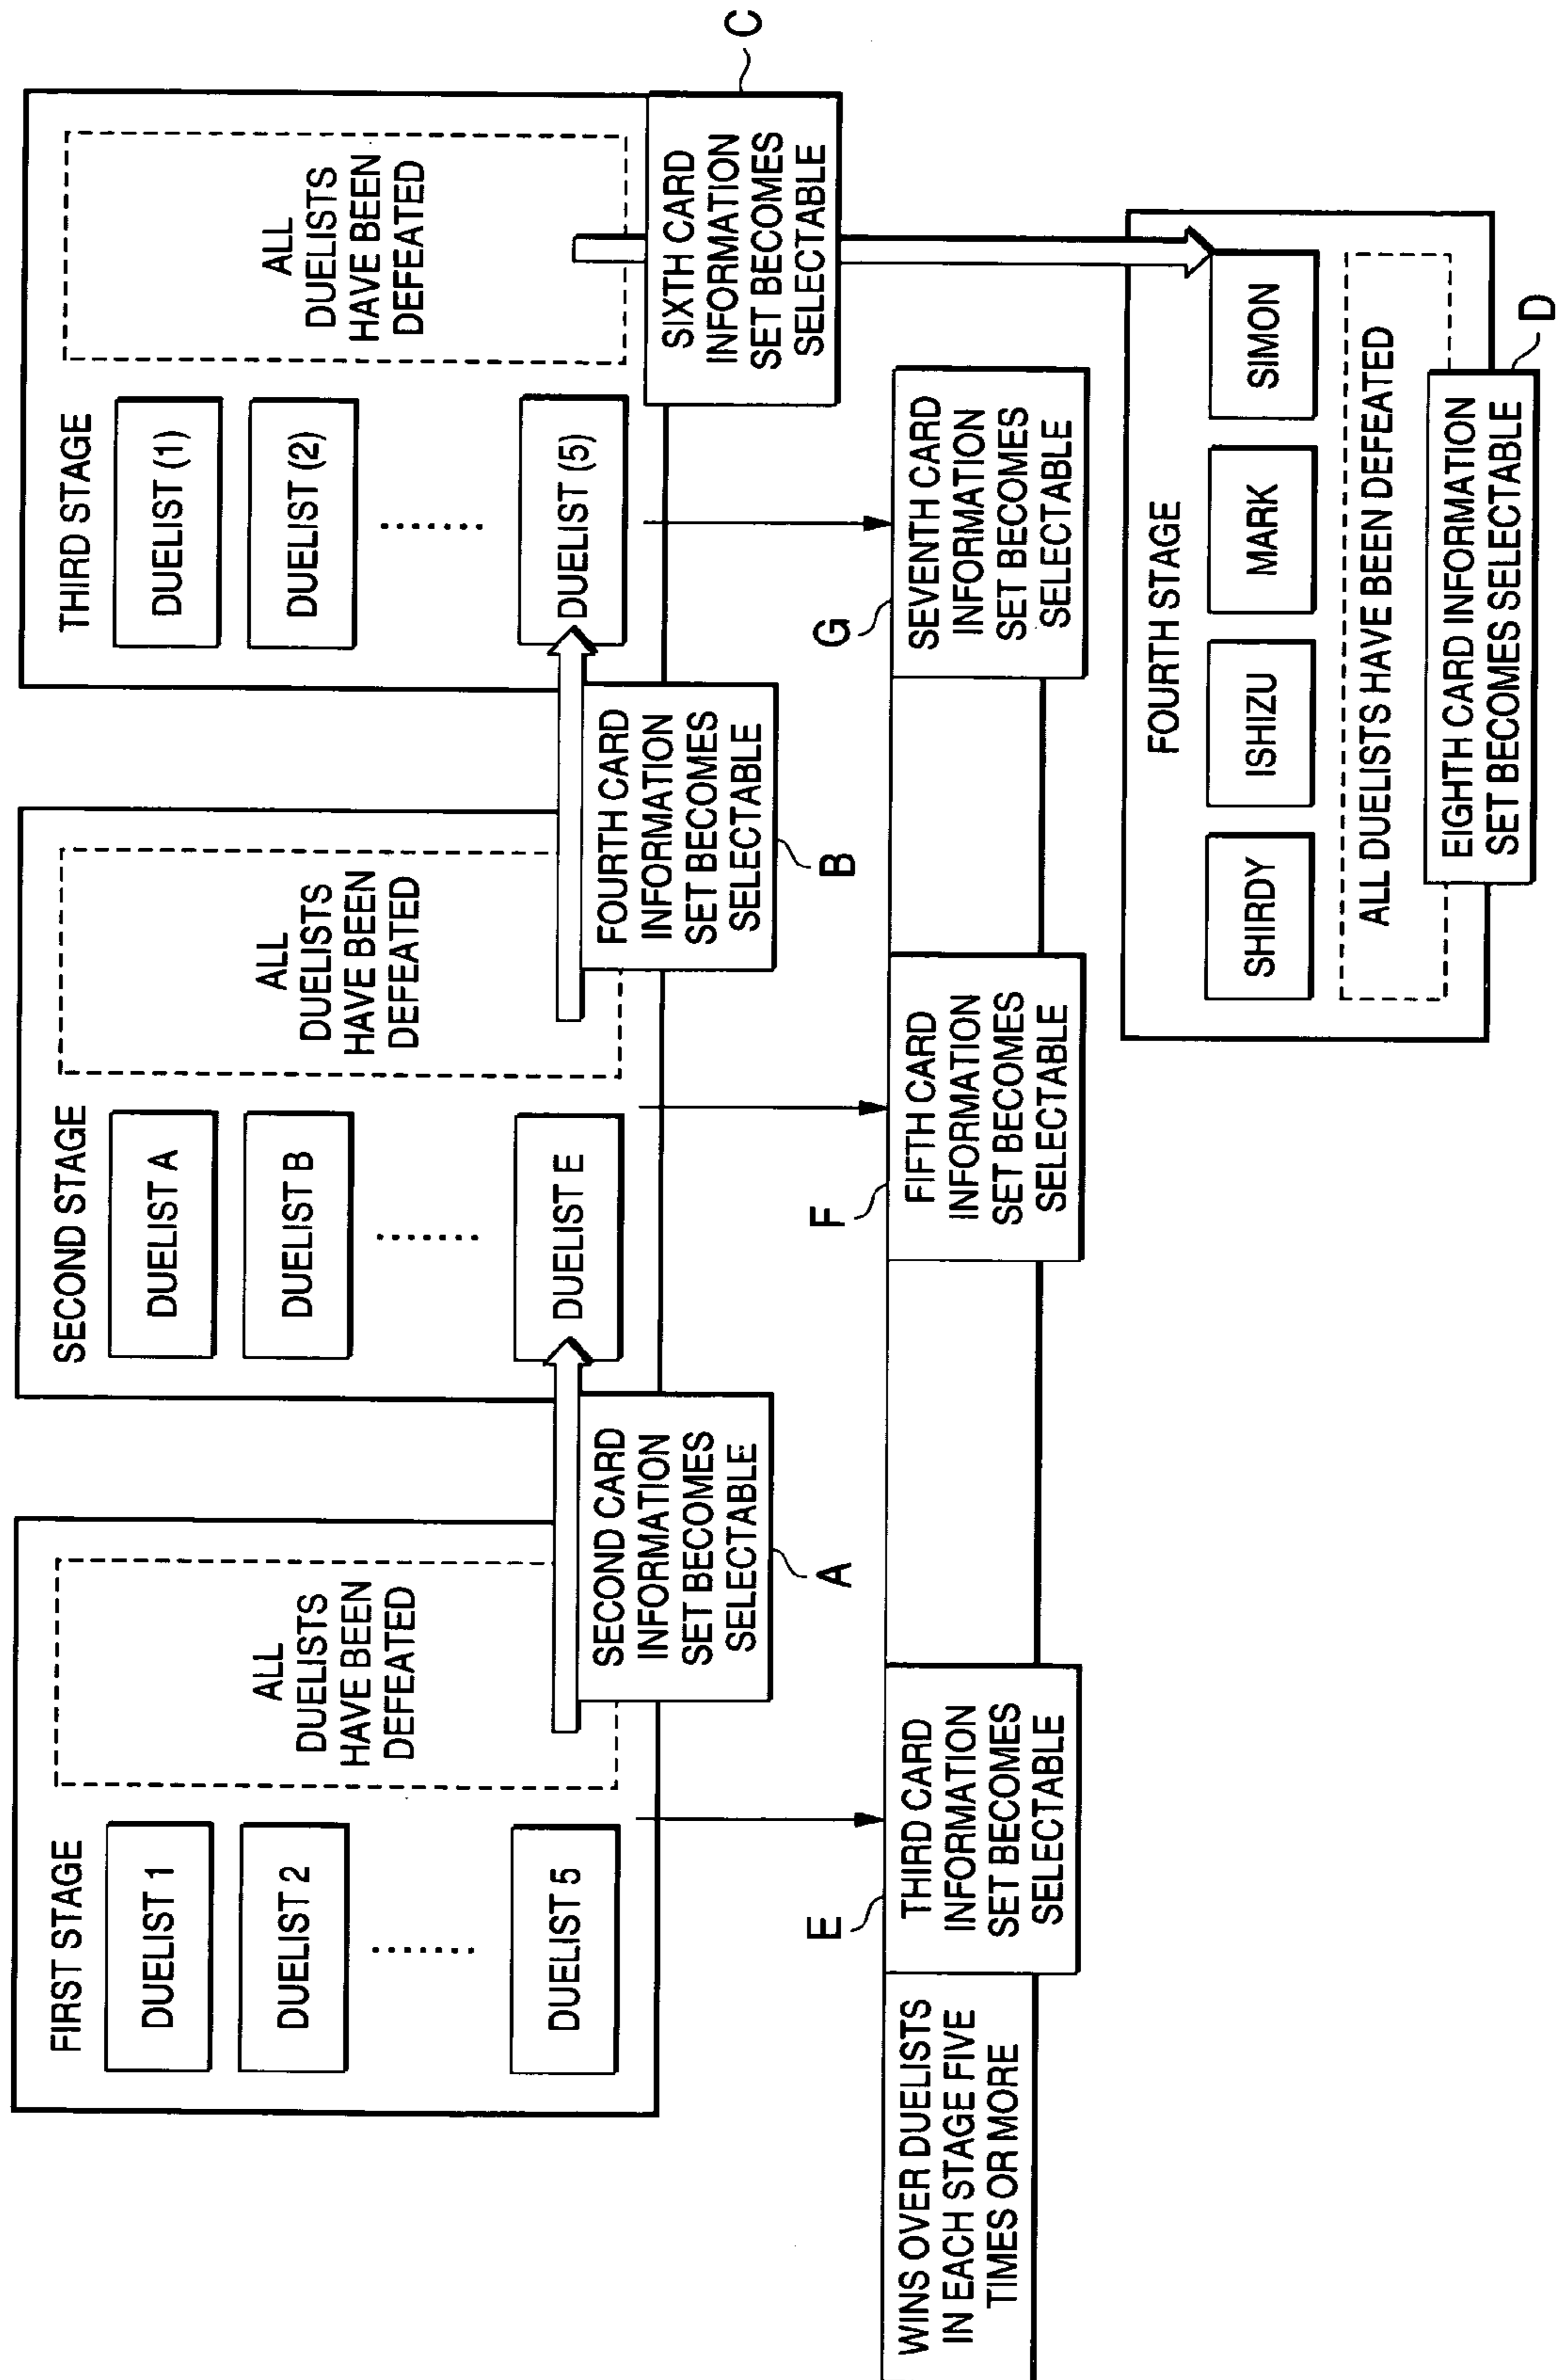 FIRST STAGE
DUELIST 1
DUELIST 2
........
DUELIST 5
ALL
DUELISTS
HAVE BEEN
DEFEATED
SECOND CARD
INFORMATION
SET BECOMES
SELECTABLE
A
SECOND STAGE
DUELIST A
DUELIST B
........
DUELIST E
ALL
DUELISTS
HAVE BEEN
DEFEATED
FOURTH CARD
INFORMATION
SET BECOMES
SELECTABLE
B
THIRD STAGE
DUELIST (1)
DUELIST (2)
........
DUELIST (5)
ALL
DUELISTS
HAVE BEEN
DEFEATED
SIXTH CARD
INFORMATION
SET BECOMES
SELECTABLE
C
WINS OVER DUELISTS
IN EACH STAGE FIVE
TIMES OR MORE
E
THIRD CARD
INFORMATION
SET BECOMES
SELECTABLE
F
FIFTH CARD
INFORMATION
SET BECOMES
SELECTABLE
G
SEVENTH CARD
INFORMATION
SET BECOMES
SELECTABLE
FOURTH STAGE
SHIRDY
ISHIZU
MARK
SIMON
ALL DUELISTS HAVE BEEN DEFEATED
EIGHTH CARD INFORMATION
SET BECOMES SELECTABLE
D